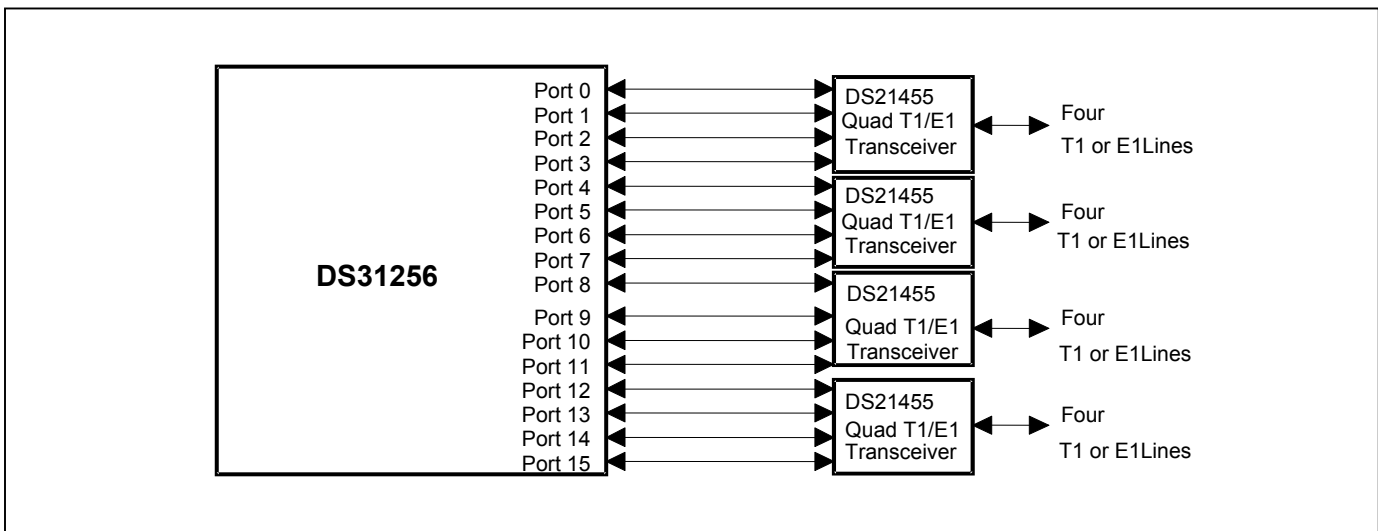 DS31256
Port 0
Port 1
Port 2
Port 3
Port 4
Port 5
Port 6
Port 7
Port 8
Port 9
Port 10
Port 11
Port 12
Port 13
Port 14
Port 15
DS21455
Quad T1/E1
Transceiver
Four
T1 or E1Lines
DS21455
Quad T1/E1
Transceiver
Four
T1 or E1Lines
DS21455
Quad T1/E1
Transceiver
Four
T1 or E1Lines
DS21455
Quad T1/E1
Transceiver
Four
T1 or E1Lines